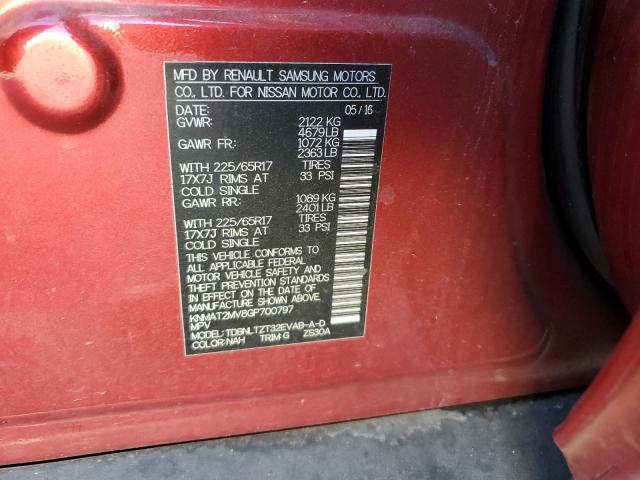 MFD BY RENAULT SAMSUNG MOTORS
CO., LTD. FOR NISSAN MOTOR CO., LTD.
DATE: 05/16
GVWR: 2122 KG
4679 LB
GAWR FR: 1072 KG
2363 LB
WITH 225/65R17 TIRES
17X7J RIMS AT 33 PSI
COLD SINGLE
GAWR RR: 1089 KG
2401 LB
WITH 225/65R17 TIRES
17X7J RIMS AT 33 PSI
COLD SINGLE
THIS VEHICLE CONFORMS TO
ALL APPLICABLE FEDERAL
MOTOR VEHICLE SAFETY AND
THEFT PREVENTION STANDARDS
IN EFFECT ON THE DATE OF
MANUFACTURE SHOWN ABOVE.
KNMAT2MV8GP700797
MPV
MODEL: TDBNLTZT32EVAB-A-D
COLOR: NAH TRIM: G ZS30A